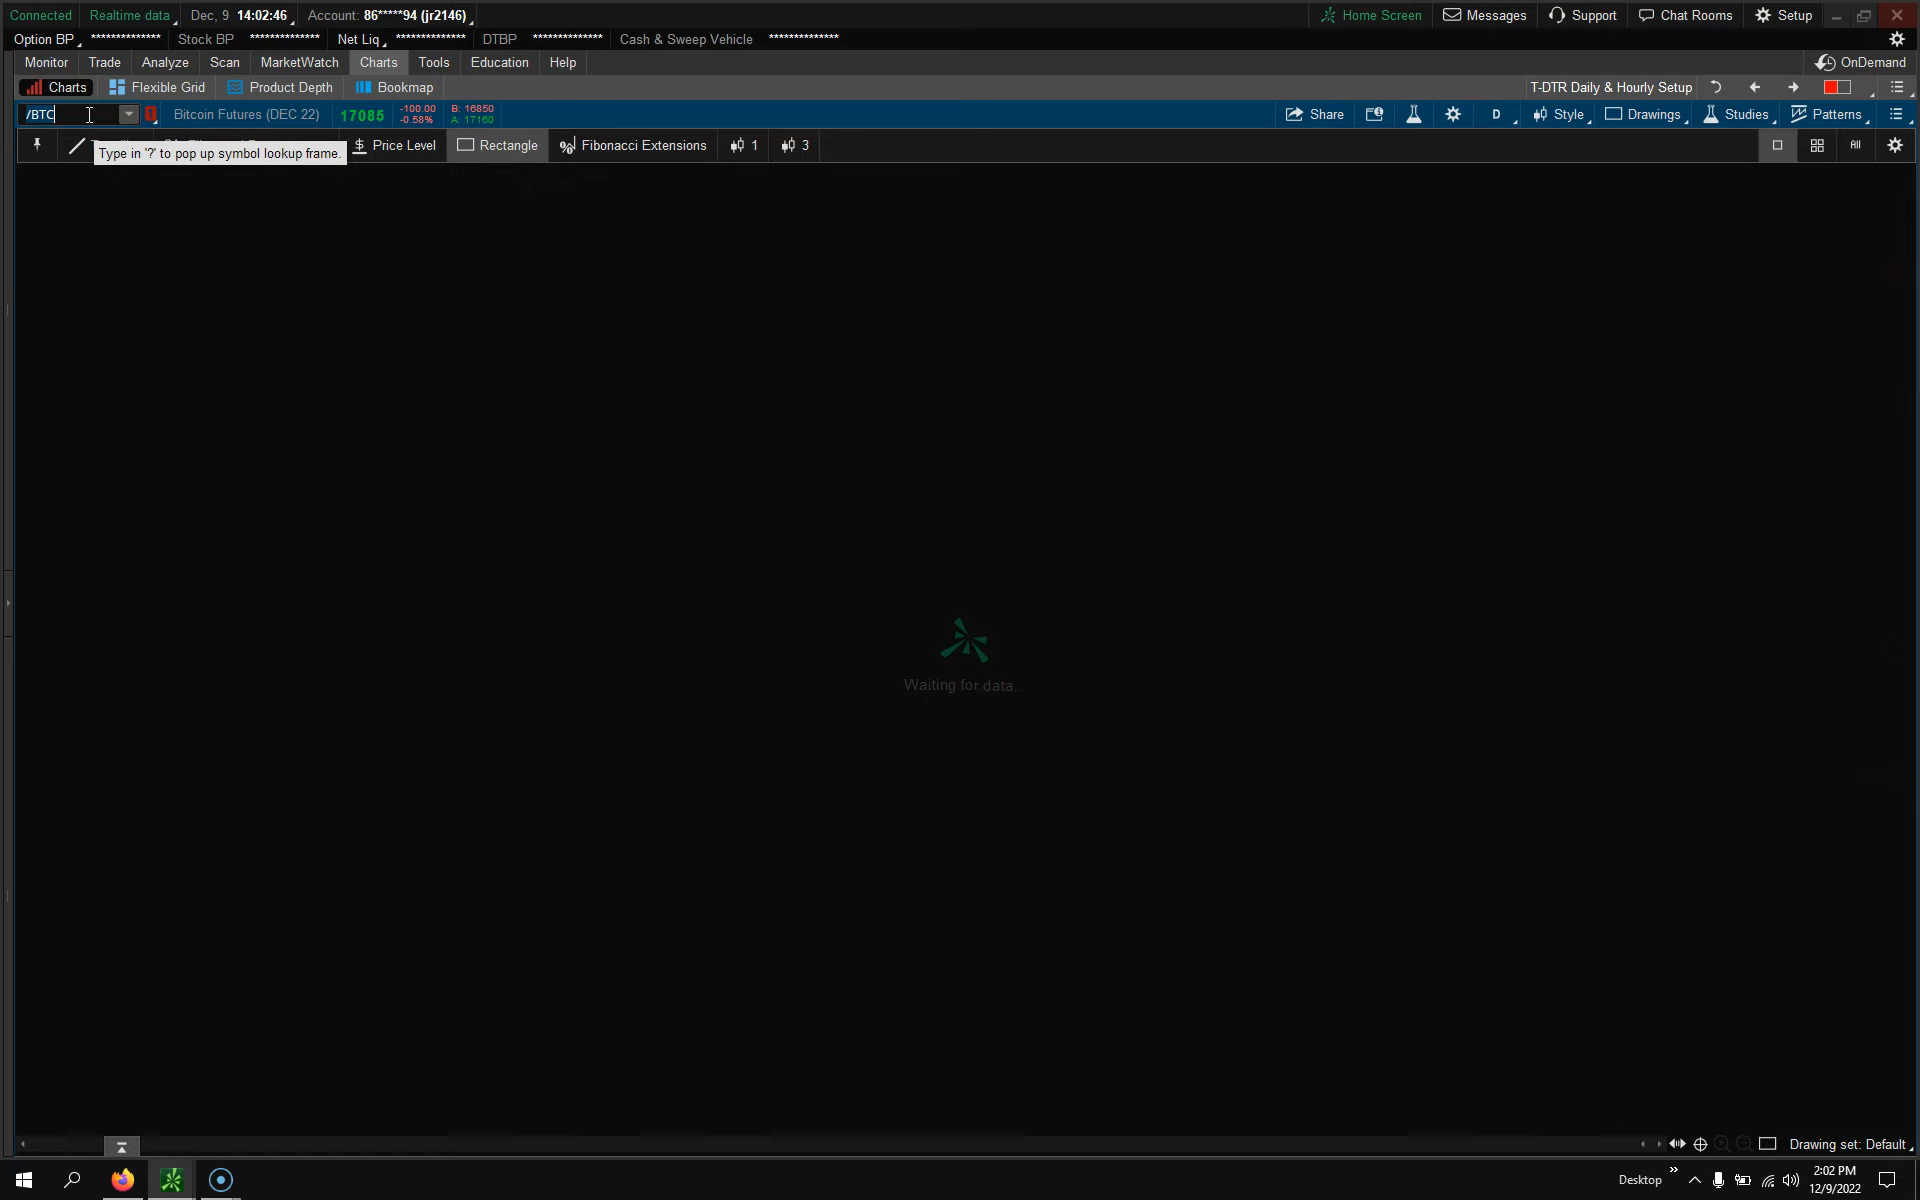 Connected Realtime data Dec, 9 14:02:46 Account: 86*****94 (jr2146) Home Screen Messages Support Chat Rooms Setup
Option BP ************** Stock BP ************** Net Liq ************** DTBP ************** Cash & Sweep Vehicle **************
Monitor Trade Analyze Scan MarketWatch Charts Tools Education Help OnDemand
Charts Flexible Grid Product Depth Bookmap T-DTR Daily & Hourly Setup
/BTC Bitcoin Futures (DEC 22) 17085 -100.00 B: 16850 Share D Style Drawings Studies Patterns
-0.58% A: 17160
Price Level Rectangle Fibonacci Extensions 1 3 All
Type in '?' to pop up symbol lookup frame.
Waiting for data...
Drawing set: Default
Desktop 2:02 PM
12/9/2022